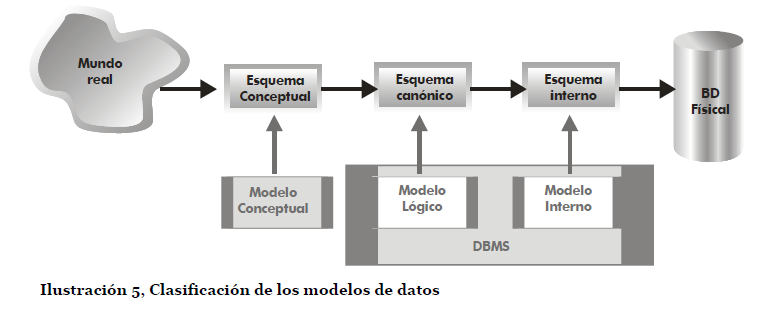 Mundo
real
Esquema
Conceptual
Esquema
canónico
Esquema
interno
BD
Físical
Modelo
Conceptual
Modelo
Lógico
Modelo
Interno
DBMS
Ilustración 5, Clasificación de los modelos de datos